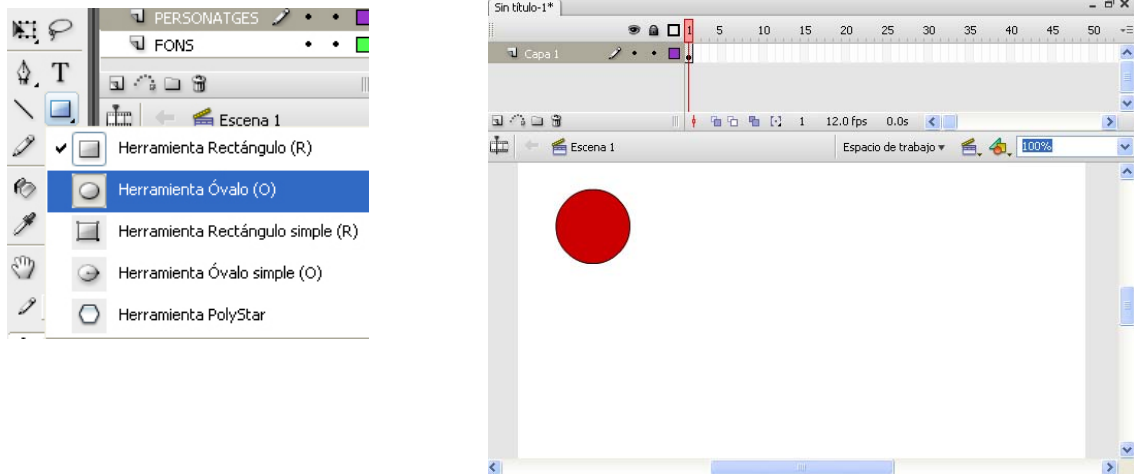 PERSONATGES
FONS
T
Escena 1
Herramienta Rectángulo (R)
Herramienta Óvalo (O)
Herramienta Rectángulo simple (R)
Herramienta Óvalo simple (O)
Herramienta PolyStar
Sin título-1*
1 5 10 15 20 25 30 35 40 45 50
Capa 1
1 12.0 fps 0.0s
Escena 1 Espacio de trabajo 100%